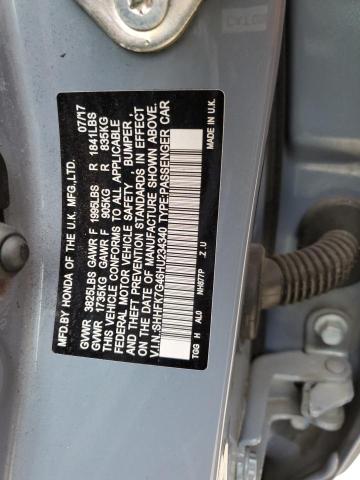 MFD.BY HONDA OF THE U.K. MFG.,LTD. 07/17
GVWR 3825LBS GAWR F 1995LBS R 1841LBS
GVWR 1735KG GAWR F 905KG R 835KG
THIS VEHICLE CONFORMS TO ALL APPLICABLE
FEDERAL MOTOR VEHICLE SAFETY , BUMPER,
AND THEFT PREVENTION STANDARDS IN EFFECT
ON THE DATE OF MANUFACTURE SHOWN ABOVE.
V.I.N.:SHHFK7G46HU234340 TYPE:PASSENGER CAR
TGG H AL0 NH877P Z.U
MADE IN U.K.